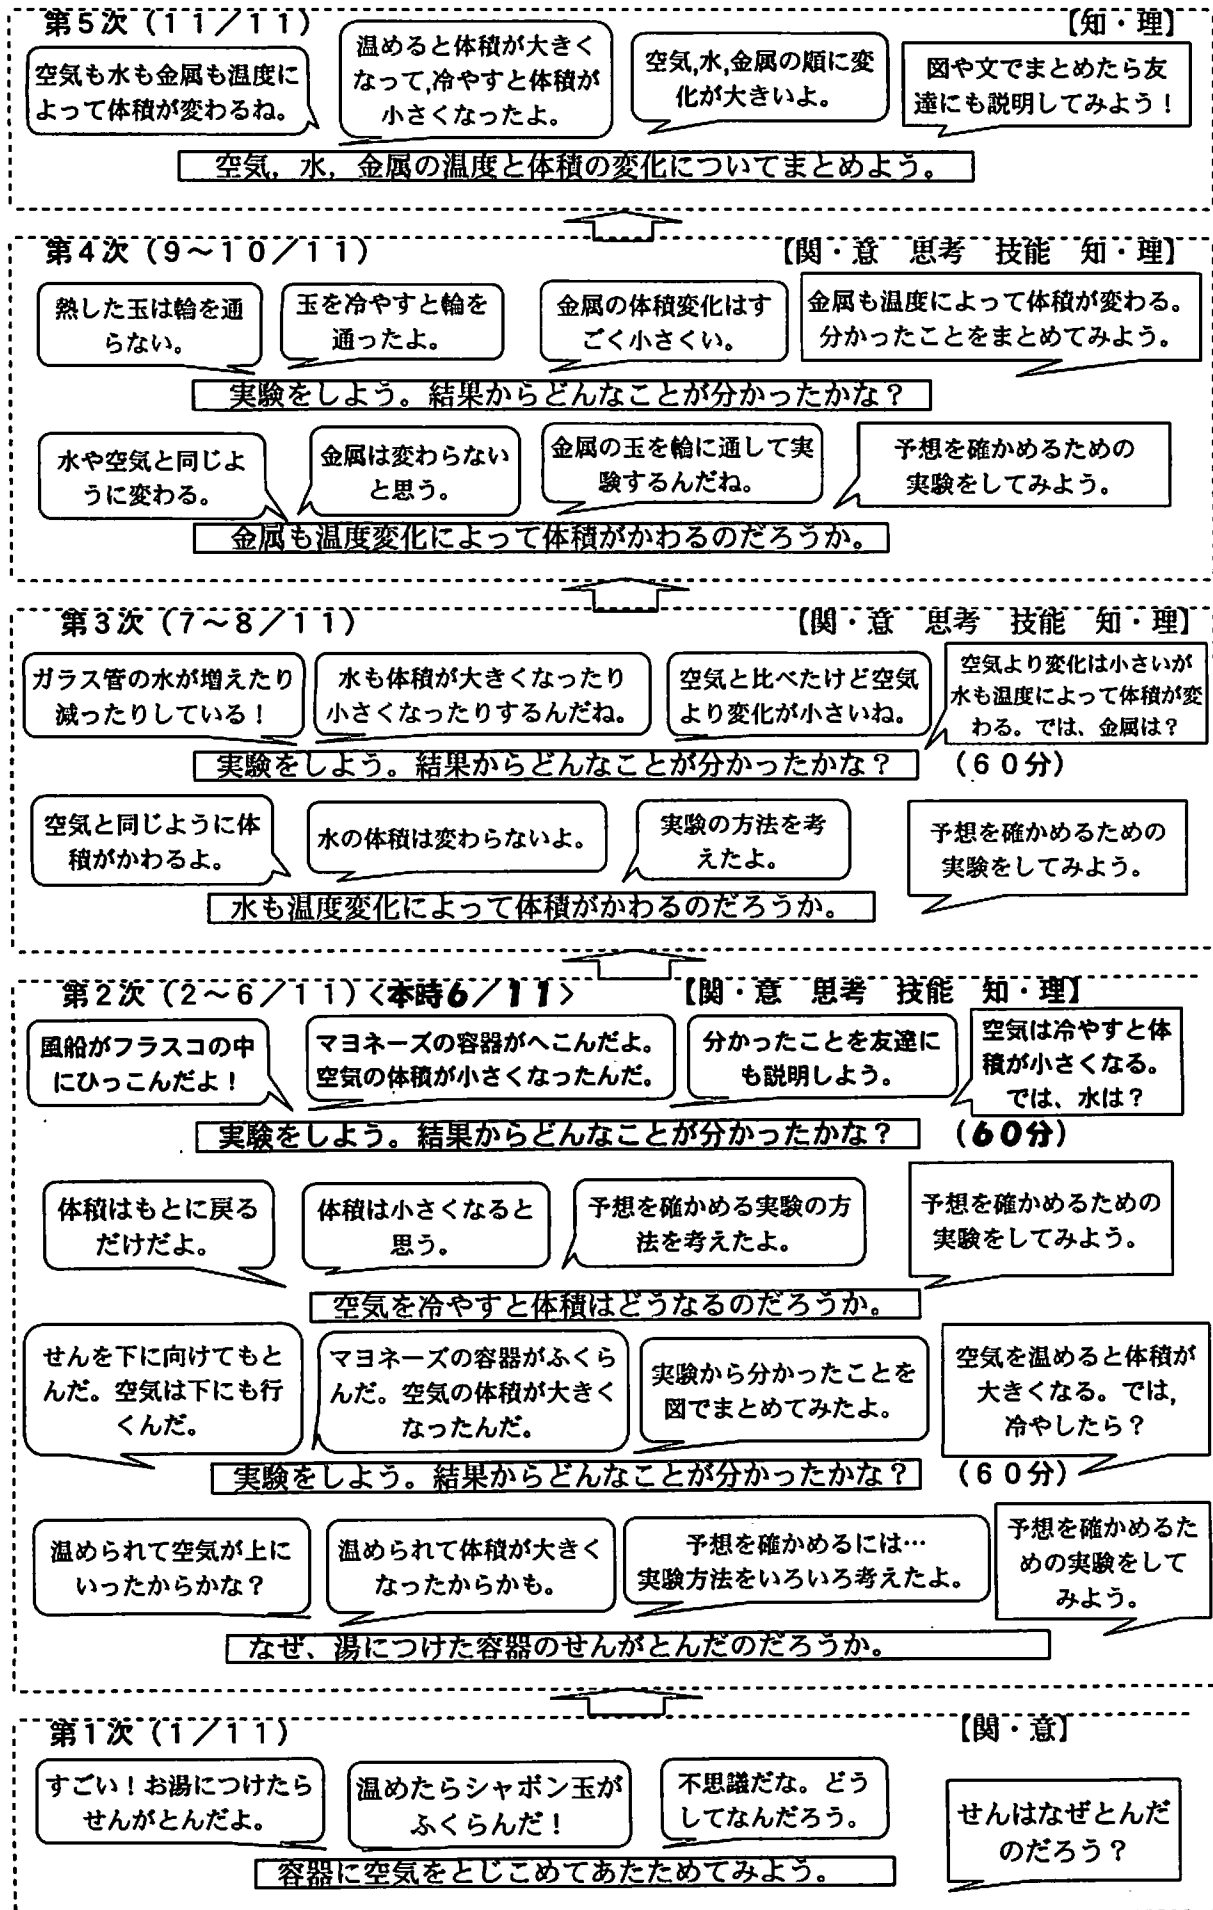 第5次（11／11）
【知・理】
空気も水も金属も温度に
よって体積が変わるね。
温めると体積が大きく
なって,冷やすと体積が
小さくなったよ。
空気,水,金属の順に変
化が大きいよ。
図や文でまとめたら友
達にも説明してみよう！
空気，水，金属の温度と体積の変化についてまとめよう。
第4次（9～10／11）
【関・意　思考　技能　知・理】
熱した玉は輪を通
らない。
玉を冷やすと輪を
通ったよ。
金属の体積変化はす
ごく小さくい。
金属も温度によって体積が変わる。
分かったことをまとめてみよう。
実験をしよう。結果からどんなことが分かったかな？
水や空気と同じよ
うに変わる。
金属は変わらない
と思う。
金属の玉を輪に通して実
験するんだね。
予想を確かめるための
実験をしてみよう。
金属も温度変化によって体積がかわるのだろうか。
第3次（7～8／11）
【関・意　思考　技能　知・理】
ガラス管の水が増えたり
減ったりしている！
水も体積が大きくなったり
小さくなったりするんだね。
空気と比べたけど空気
より変化が小さいね。
空気より変化は小さいが
水も温度によって体積が変
わる。では、金属は？
実験をしよう。結果からどんなことが分かったかな？
（60分）
空気と同じように体
積がかわるよ。
水の体積は変わらないよ。
実験の方法を考
えたよ。
予想を確かめるための
実験をしてみよう。
水も温度変化によって体積がかわるのだろうか。
第2次（2～6／11）＜本時6／11＞
【関・意　思考　技能　知・理】
風船がフラスコの中
にひっこんだよ！
マヨネーズの容器がへこんだよ。
空気の体積が小さくなったんだ。
分かったことを友達に
も説明しよう。
空気は冷やすと体
積が小さくなる。
では、水は？
実験をしよう。結果からどんなことが分かったかな？
（60分）
体積はもとに戻る
だけだよ。
体積は小さくなると
思う。
予想を確かめる実験の方
法を考えたよ。
予想を確かめるための
実験をしてみよう。
空気を冷やすと体積はどうなるのだろうか。
せんを下に向けてもと
んだ。空気は下にも行
くんだ。
マヨネーズの容器がふくら
んだ。空気の体積が大きく
なったんだ。
実験から分かったことを
図でまとめてみたよ。
空気を温めると体積が
大きくなる。では,
冷やしたら？
実験をしよう。結果からどんなことが分かったかな？
（60分）
温められて空気が上に
いったからかな？
温められて体積が大きく
なったからかも。
予想を確かめるには…
実験方法をいろいろ考えたよ。
予想を確かめるた
めの実験をして
みよう。
なぜ、湯につけた容器のせんがとんだのだろうか。
第1次（1／11）
【関・意】
すごい！お湯につけたら
せんがとんだよ。
温めたらシャボン玉が
ふくらんだ！
不思議だな。どう
してなんだろう。
せんはなぜとんだ
のだろう？
容器に空気をとじこめてあたためてみよう。